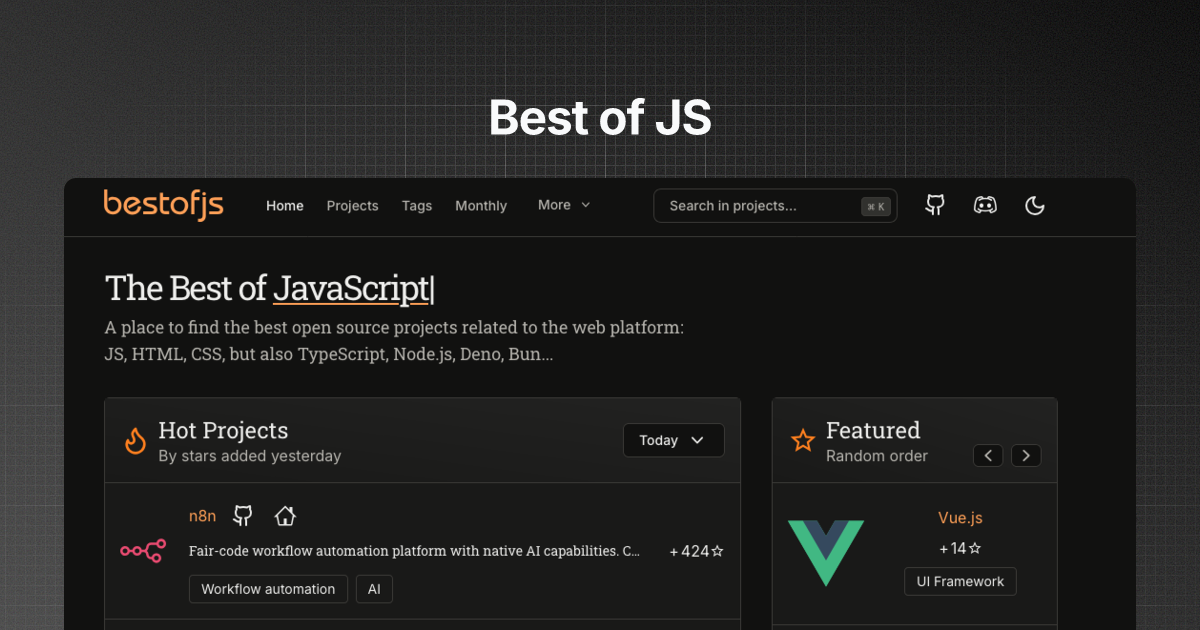 Best of JS
bestofjs
Home Projects Tags Monthly More
Search in projects... ⌘ K
The Best of JavaScript|
A place to find the best open source projects related to the web platform:
JS, HTML, CSS, but also TypeScript, Node.js, Deno, Bun...
Hot Projects
By stars added yesterday
Today
n8n
Fair-code workflow automation platform with native AI capabilities. C...
+424☆
Workflow automation AI
Featured
Random order
Vue.js
+14☆
UI Framework